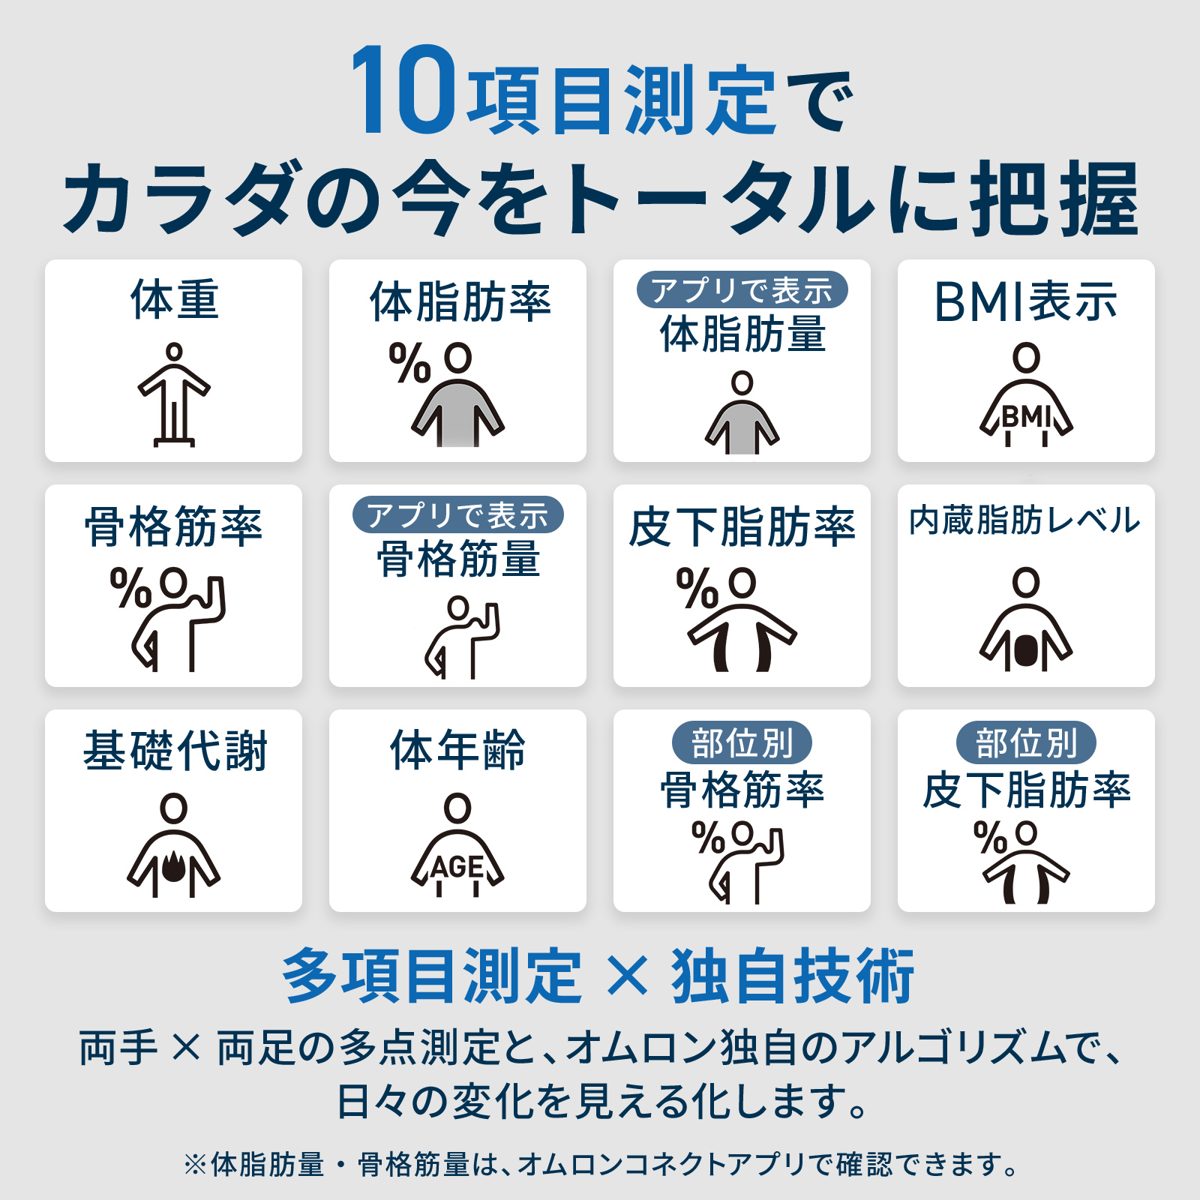 10項目測定で
カラダの今をトータルに把握
体重
体脂肪率
%
アプリで表示
体脂肪量
BMI表示
BMI
骨格筋率
%
アプリで表示
骨格筋量
皮下脂肪率
%
内蔵脂肪レベル
基礎代謝
体年齢
AGE
部位別
骨格筋率
%
部位別
皮下脂肪率
%
多項目測定 × 独自技術
両手 × 両足の多点測定と、オムロン独自のアルゴリズムで、
日々の変化を見える化します。
※体脂肪量・骨格筋量は、オムロンコネクトアプリで確認できます。